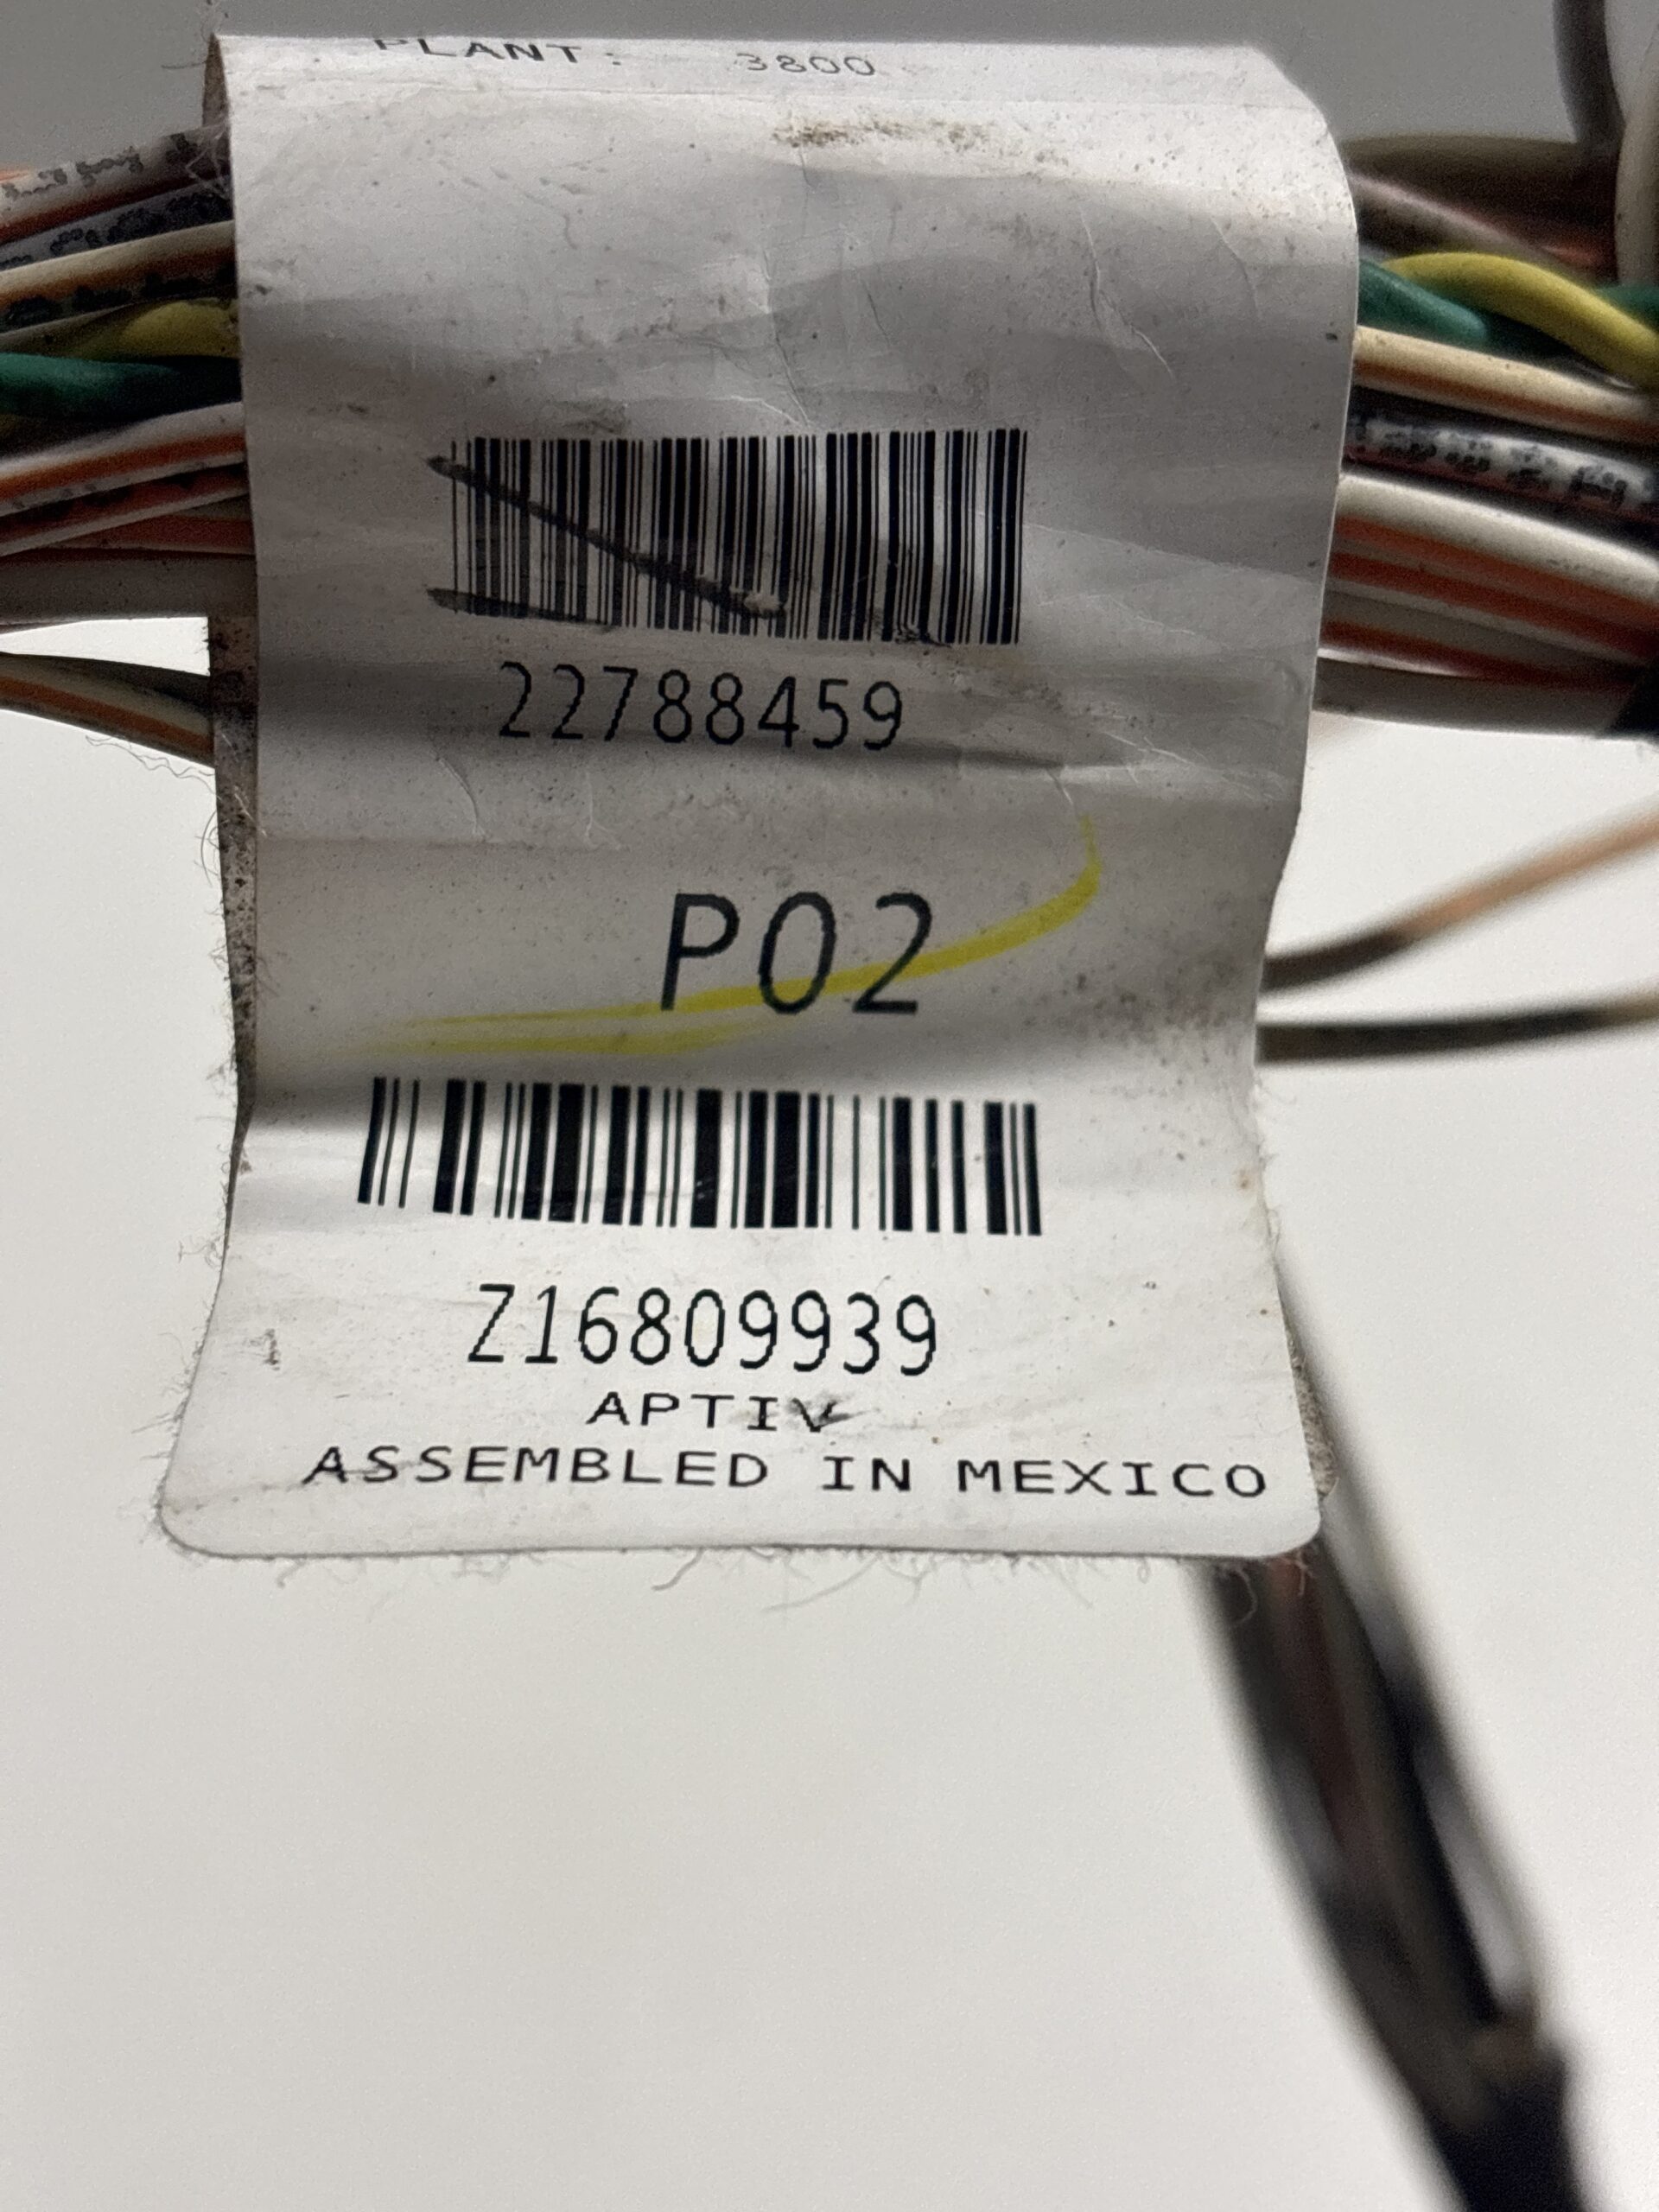 PLANT: 3800
22788459
P02
Z16809939
APTIV
ASSEMBLED IN MEXICO